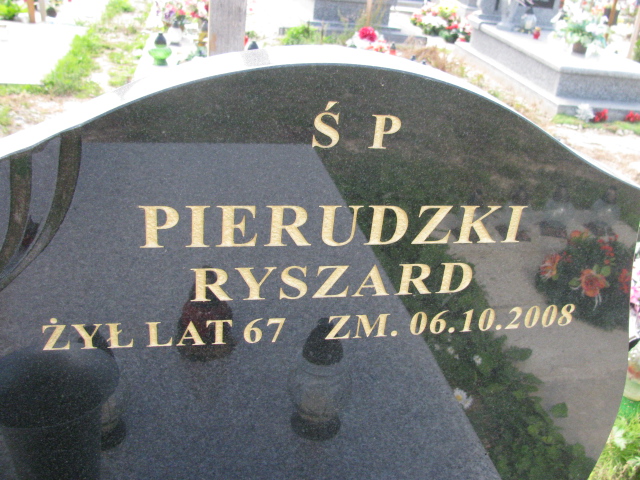 Ś P
PIERUDZKI
RYSZARD
ŻYŁ LAT 67 ZM. 06.10.2008